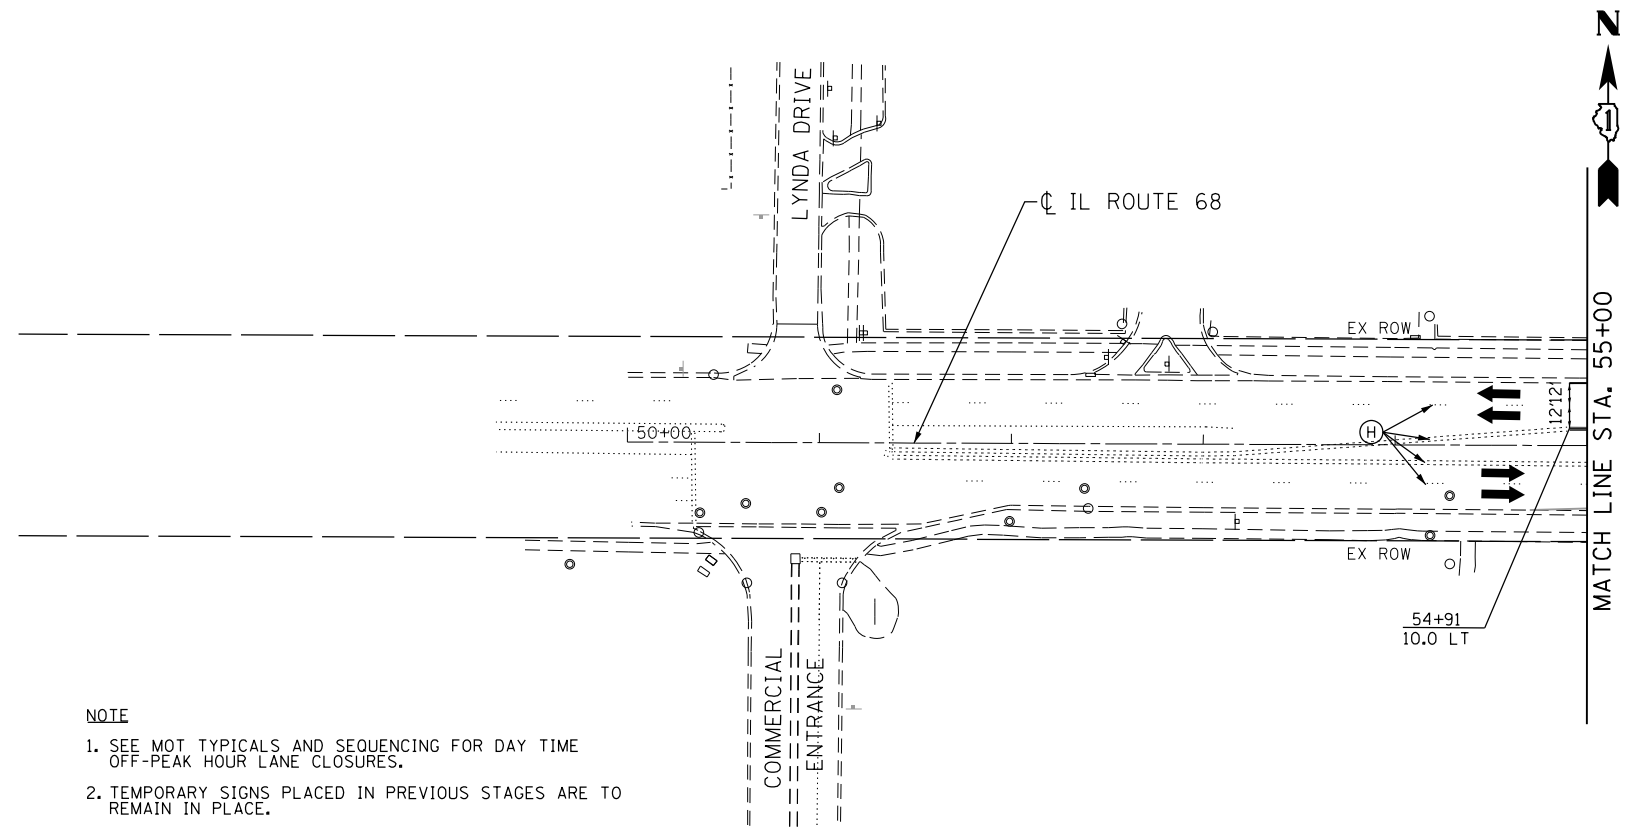 N
1
LYNDA DRIVE
℄ IL ROUTE 68
EX ROW
50+00
H
12'12'
MATCH LINE STA. 55+00
EX ROW
54+91
10.0 LT
COMMERCIAL
ENTRANCE
NOTE
1. SEE MOT TYPICALS AND SEQUENCING FOR DAY TIME
OFF-PEAK HOUR LANE CLOSURES.
2. TEMPORARY SIGNS PLACED IN PREVIOUS STAGES ARE TO
REMAIN IN PLACE.